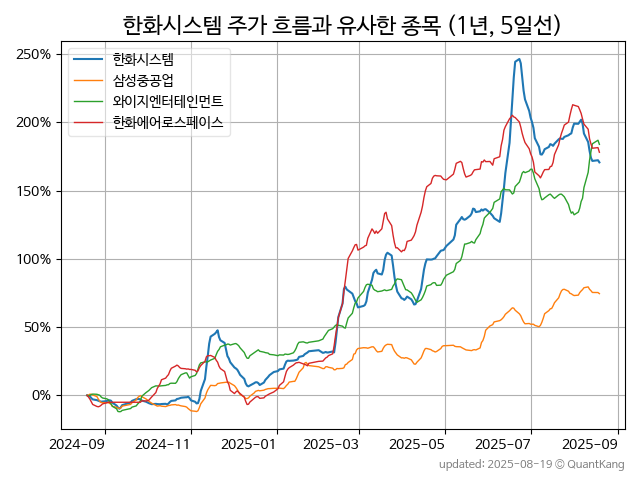 한화시스템 주가 흐름과 유사한 종목 (1년, 5일선)
한화시스템
삼성중공업
와이지엔터테인먼트
한화에어로스페이스
250%
200%
150%
100%
50%
0%
2024-09 2024-11 2025-01 2025-03 2025-05 2025-07 2025-09
updated: 2025-08-19 © QuantKang